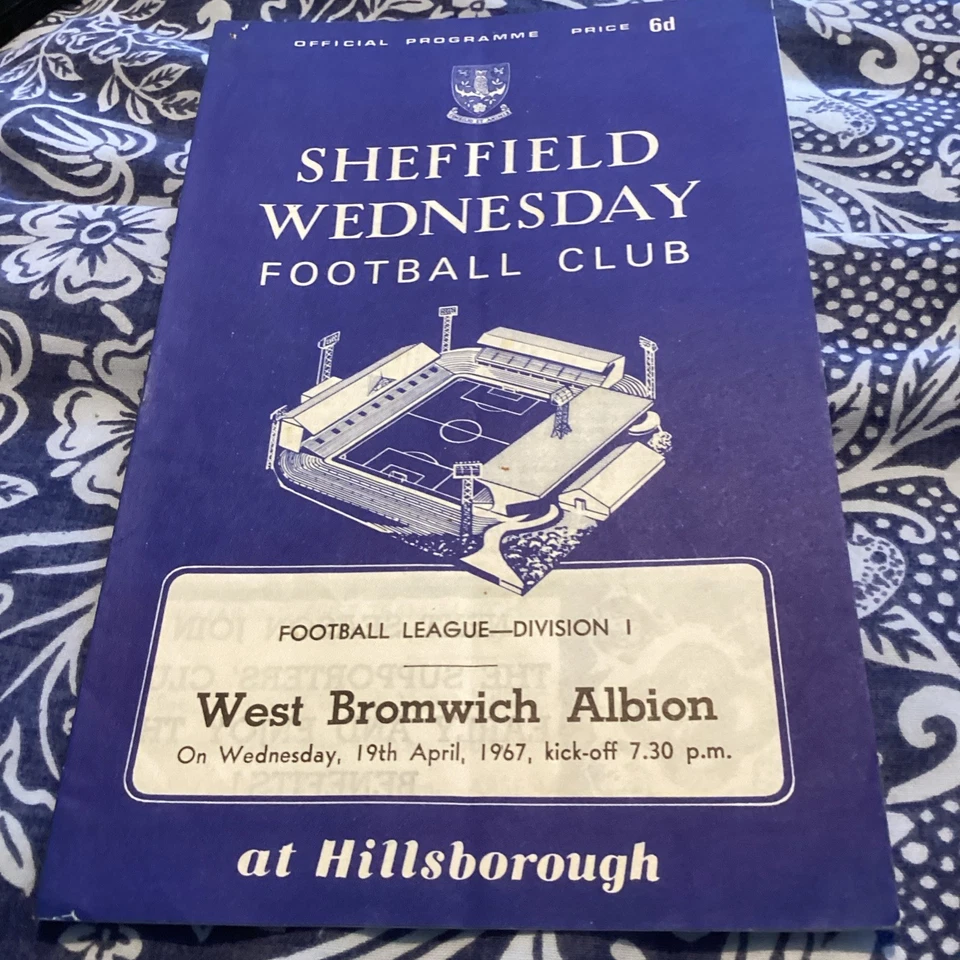 OFFICIAL PROGRAMME PRICE 6d
SHEFFIELD
WEDNESDAY
FOOTBALL CLUB
FOOTBALL LEAGUE—DIVISION 1
West Bromwich Albion
On Wednesday, 19th April, 1967, kick-off 7.30 p.m.
at Hillsborough